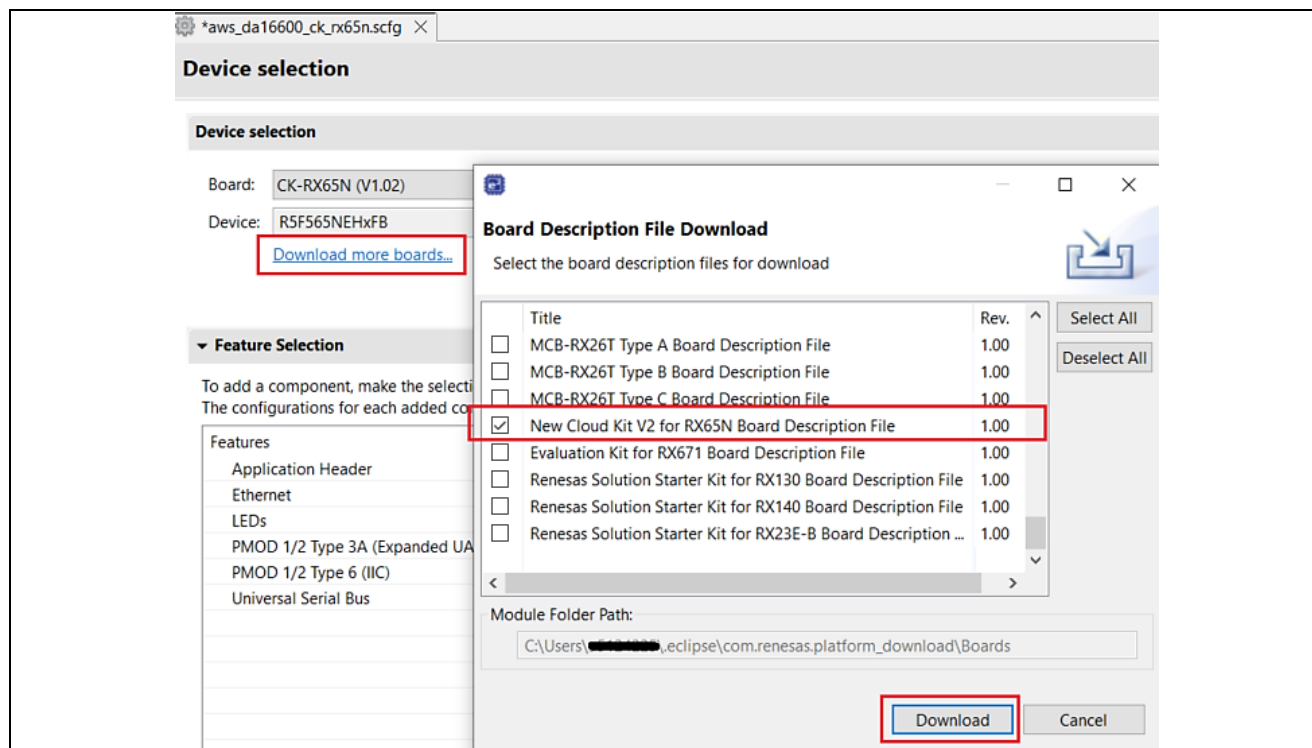 *aws_da16600_ck_rx65n.scfg
Device selection
Device selection
Board: CK-RX65N (V1.02)
Device: R5F565NEHxFB
Download more boards...
Feature Selection
To add a component, make the selecti
The configurations for each added co
Features
Application Header
Ethernet
LEDs
PMOD 1/2 Type 3A (Expanded UA
PMOD 1/2 Type 6 (IIC)
Universal Serial Bus
Board Description File Download
Select the board description files for download
Title Rev.
MCB-RX26T Type A Board Description File 1.00
MCB-RX26T Type B Board Description File 1.00
MCB-RX26T Type C Board Description File 1.00
New Cloud Kit V2 for RX65N Board Description File 1.00
Evaluation Kit for RX671 Board Description File 1.00
Renesas Solution Starter Kit for RX130 Board Description File 1.00
Renesas Solution Starter Kit for RX140 Board Description File 1.00
Renesas Solution Starter Kit for RX23E-B Board Description ... 1.00
Select All
Deselect All
Module Folder Path:
C:\Users\ \.eclipse\com.renesas.platform_download\Boards
Download Cancel